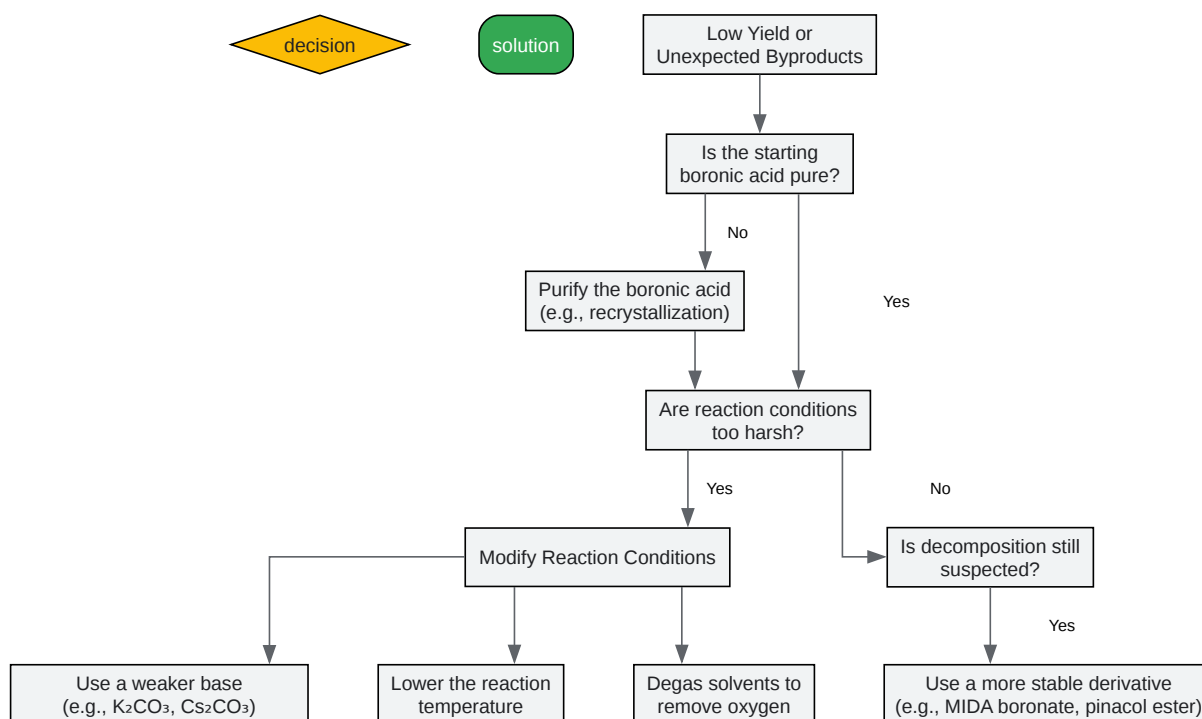 decision
solution
Low Yield or
Unexpected Byproducts
Is the starting
boronic acid pure?
No
Purify the boronic acid
(e.g., recrystallization)
Yes
Are reaction conditions
too harsh?
Yes
No
Modify Reaction Conditions
Is decomposition still
suspected?
Yes
Use a weaker base
(e.g., K₂CO₃, Cs₂CO₃)
Lower the reaction
temperature
Degas solvents to
remove oxygen
Use a more stable derivative
(e.g., MIDA boronate, pinacol ester)